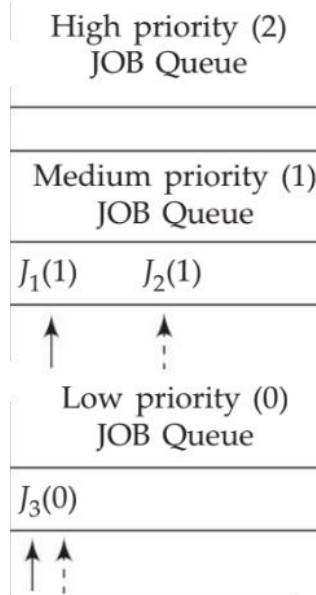 High priority (2)
JOB Queue
Medium priority (1)
JOB Queue
J₁(1) J₂(1)
Low priority (0)
JOB Queue
J₃(0)